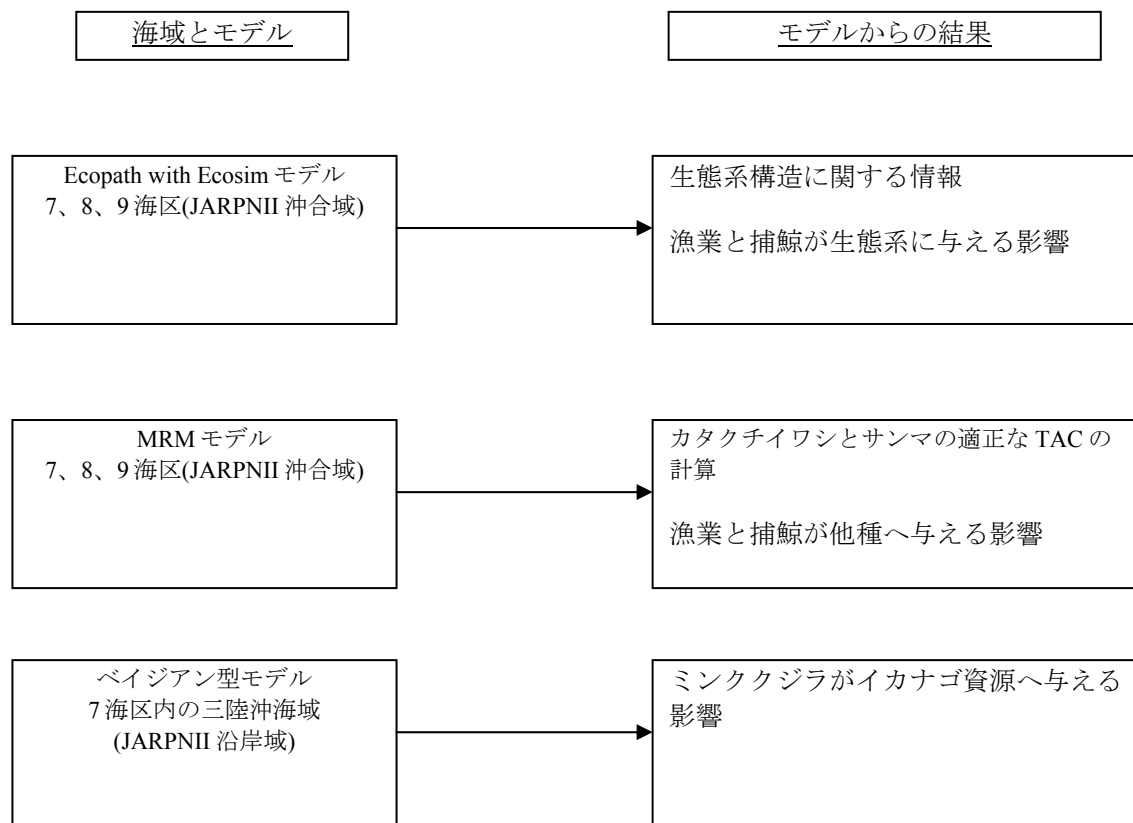 海域とモデル
モデルからの結果
Ecopath with Ecosim モデル
7、8、9 海区(JARPNII 沖合域)
生態系構造に関する情報
漁業と捕鯨が生態系に与える影響
MRM モデル
7、8、9 海区(JARPNII 沖合域)
カタクチイワシとサンマの適正な TAC の
計算
漁業と捕鯨が他種へ与える影響
ベイジアン型モデル
7 海区内の三陸沖海域
(JARPNII 沿岸域)
ミンククジラがイカナゴ資源へ与える
影響